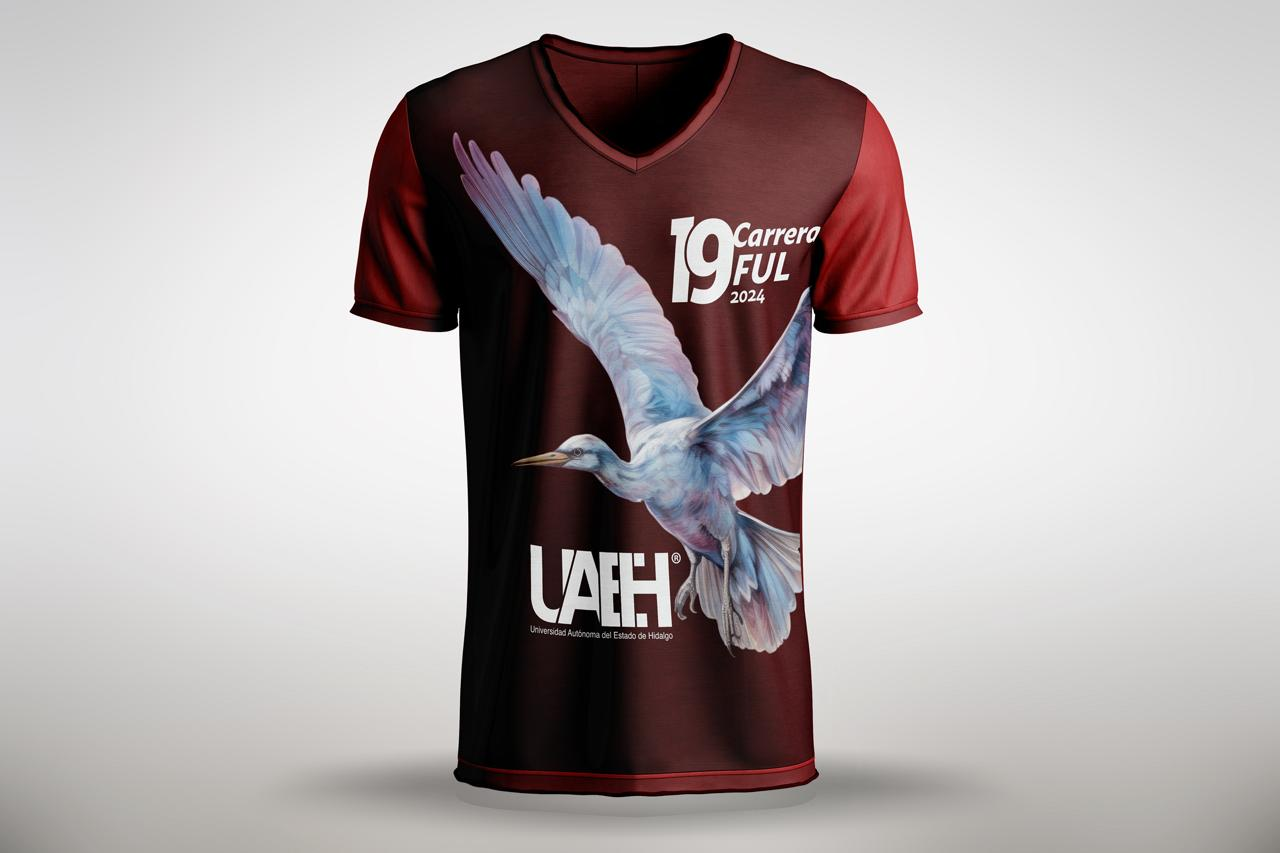 19 Carrera
FUL
2024
UAEH®
Universidad Autónoma del Estado de Hidalgo